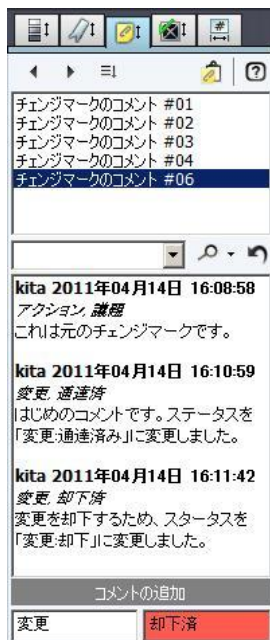 #
チェンジマークのコメント #01
チェンジマークのコメント #02
チェンジマークのコメント #03
チェンジマークのコメント #04
チェンジマークのコメント #06
kita 2011年04月14日 16:08:58
アクション, 議題
これは元のチェンジマークです。
kita 2011年04月14日 16:10:59
変更, 通達済
はじめのコメントです。ステータスを
「変更:通達済み」に変更しました。
kita 2011年04月14日 16:11:42
変更, 却下済
変更を却下するため、スタータスを
「変更:却下」に変更しました。
コメントの追加
変更
却下済